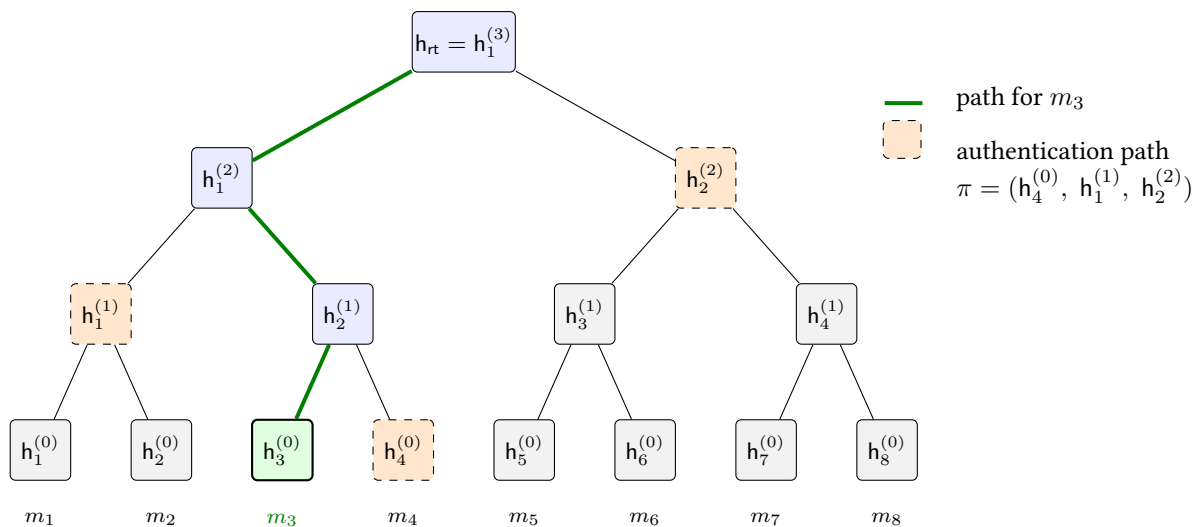 h_rt = h_1^(3)
path for m_3
authentication path
π = (h_4^(0), h_1^(1), h_2^(2))
h_1^(2) h_2^(2)
h_1^(1) h_2^(1) h_3^(1) h_4^(1)
h_1^(0) h_2^(0) h_3^(0) h_4^(0) h_5^(0) h_6^(0) h_7^(0) h_8^(0)
m_1 m_2 m_3 m_4 m_5 m_6 m_7 m_8